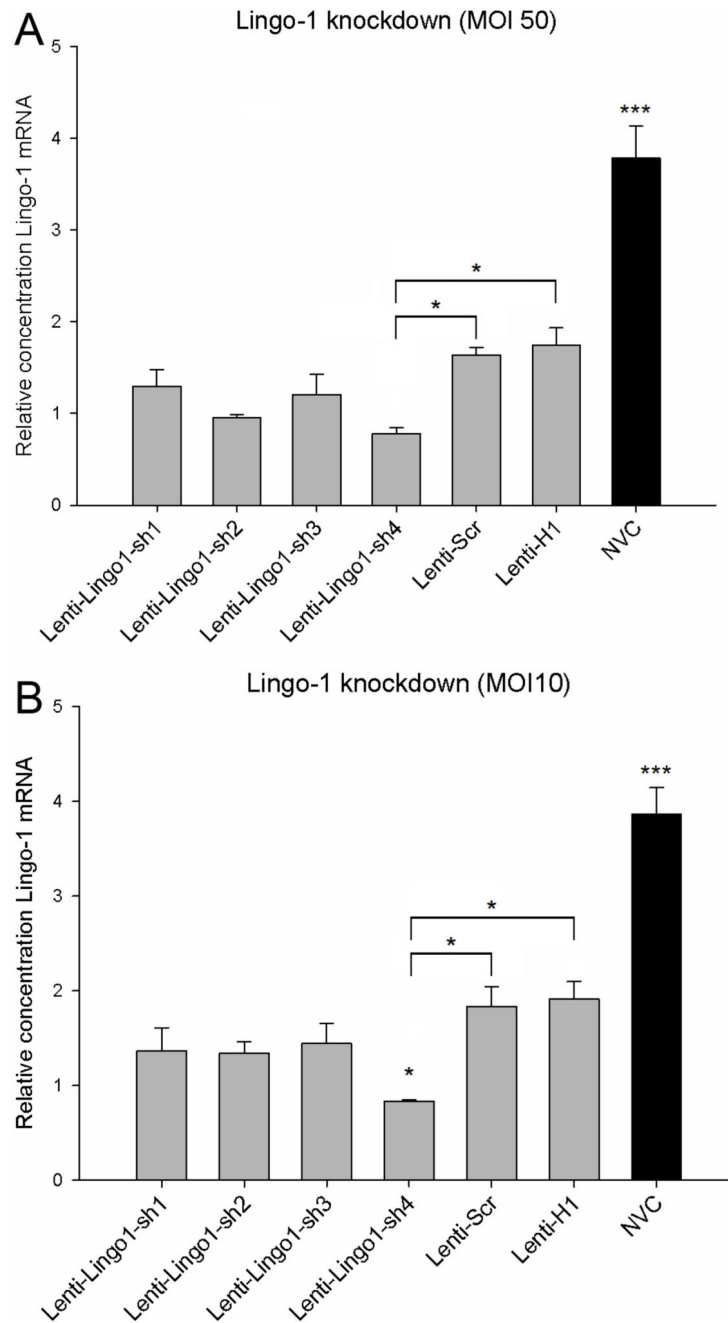 A
Lingo-1 knockdown (MOI 50)
Relative concentration Lingo-1 mRNA
5
4
3
2
1
0
***
*
*
Lenti-Lingo1-sh1
Lenti-Lingo1-sh2
Lenti-Lingo1-sh3
Lenti-Lingo1-sh4
Lenti-Scr
Lenti-H1
NVC
B
Lingo-1 knockdown (MOI10)
Relative concentration Lingo-1 mRNA
5
4
3
2
1
0
***
*
*
*
Lenti-Lingo1-sh1
Lenti-Lingo1-sh2
Lenti-Lingo1-sh3
Lenti-Lingo1-sh4
Lenti-Scr
Lenti-H1
NVC